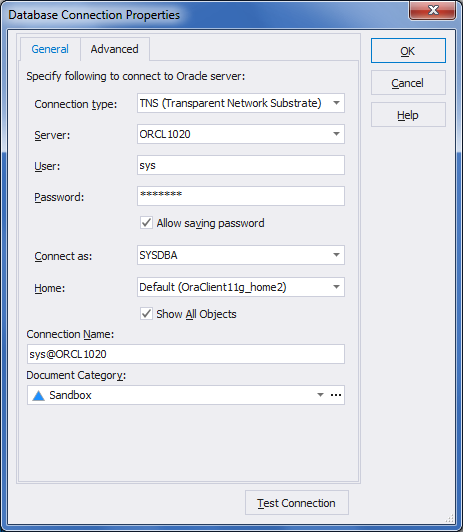 Database Connection Properties
General Advanced
Specify following to connect to Oracle server:
Connection type: TNS (Transparent Network Substrate)
Server: ORCL1020
User: sys
Password: *******
Allow saving password
Connect as: SYSDBA
Home: Default (OraClient11g_home2)
Show All Objects
Connection Name:
sys@ORCL1020
Document Category:
Sandbox ...
Test Connection
OK
Cancel
Help